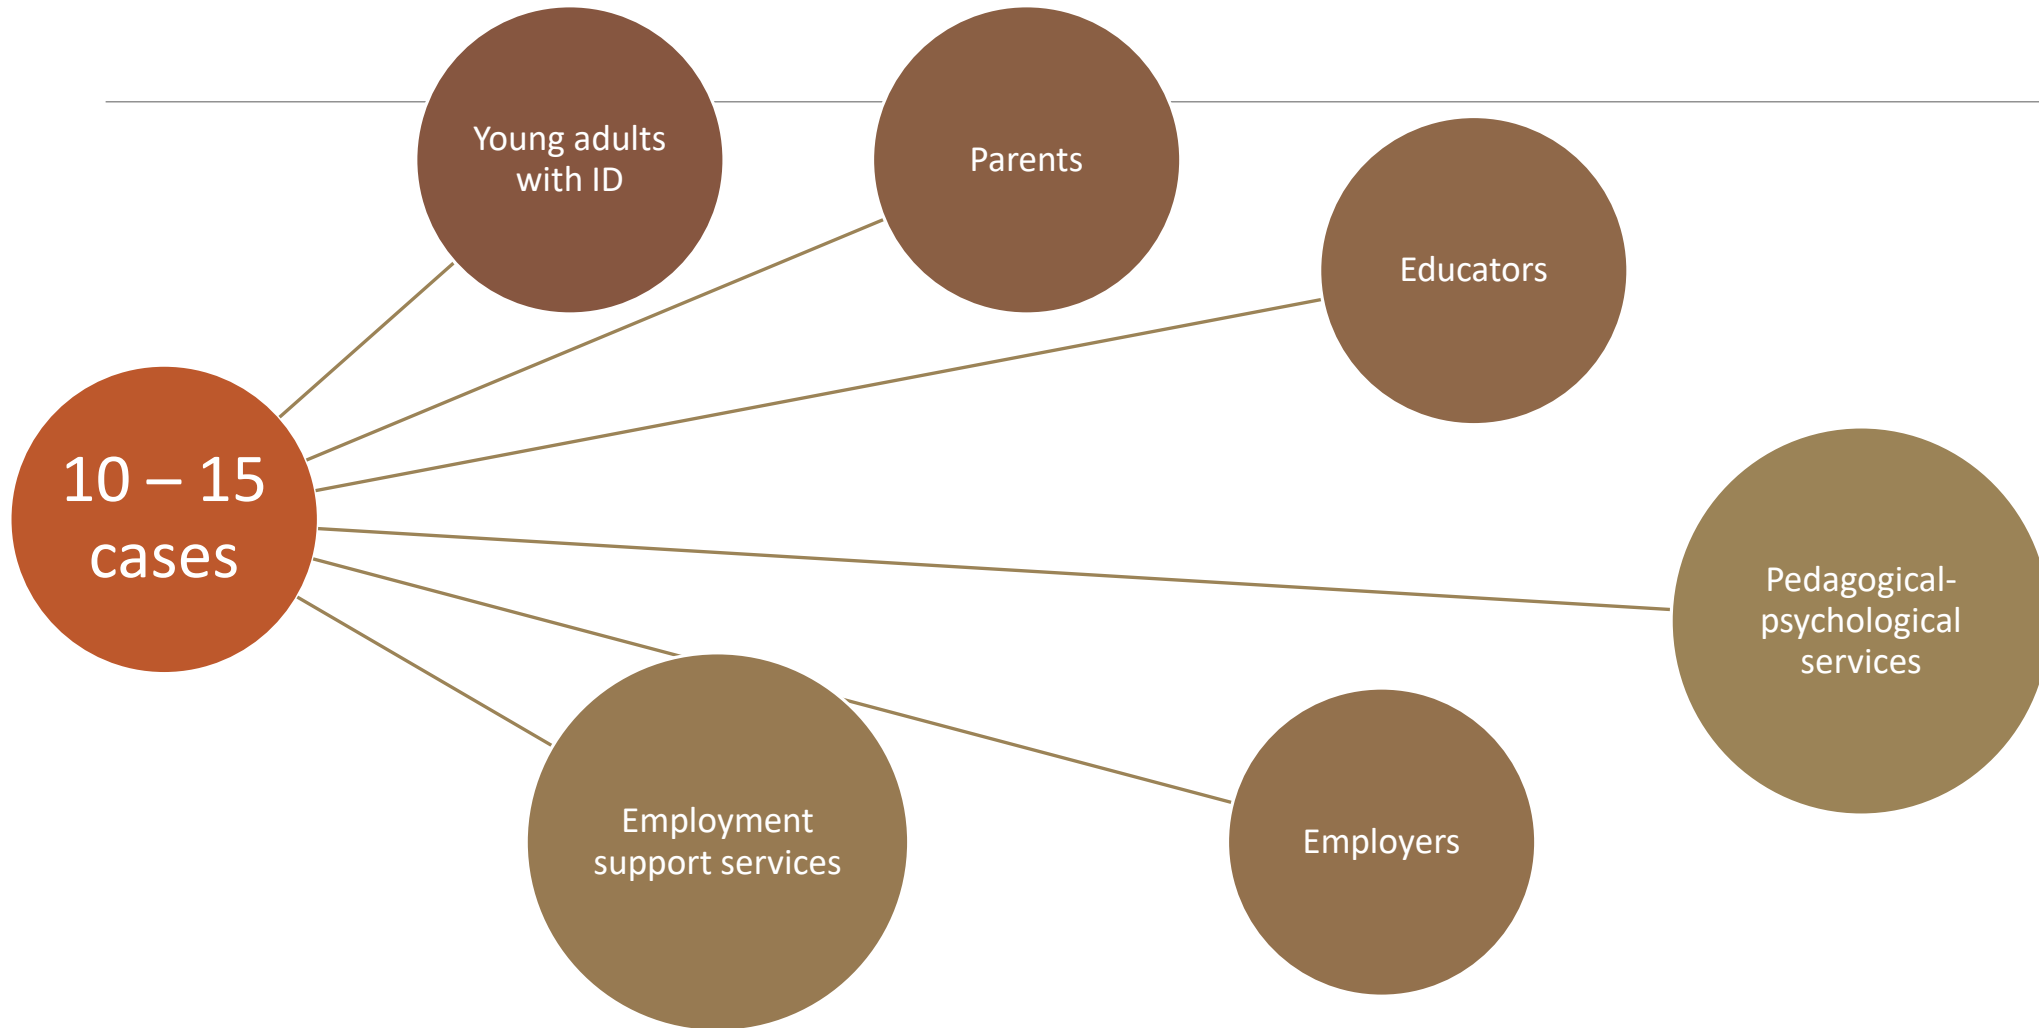 Young adults
with ID
Parents
Educators
10 – 15
cases
Pedagogical-
psychological
services
Employment
support services
Employers